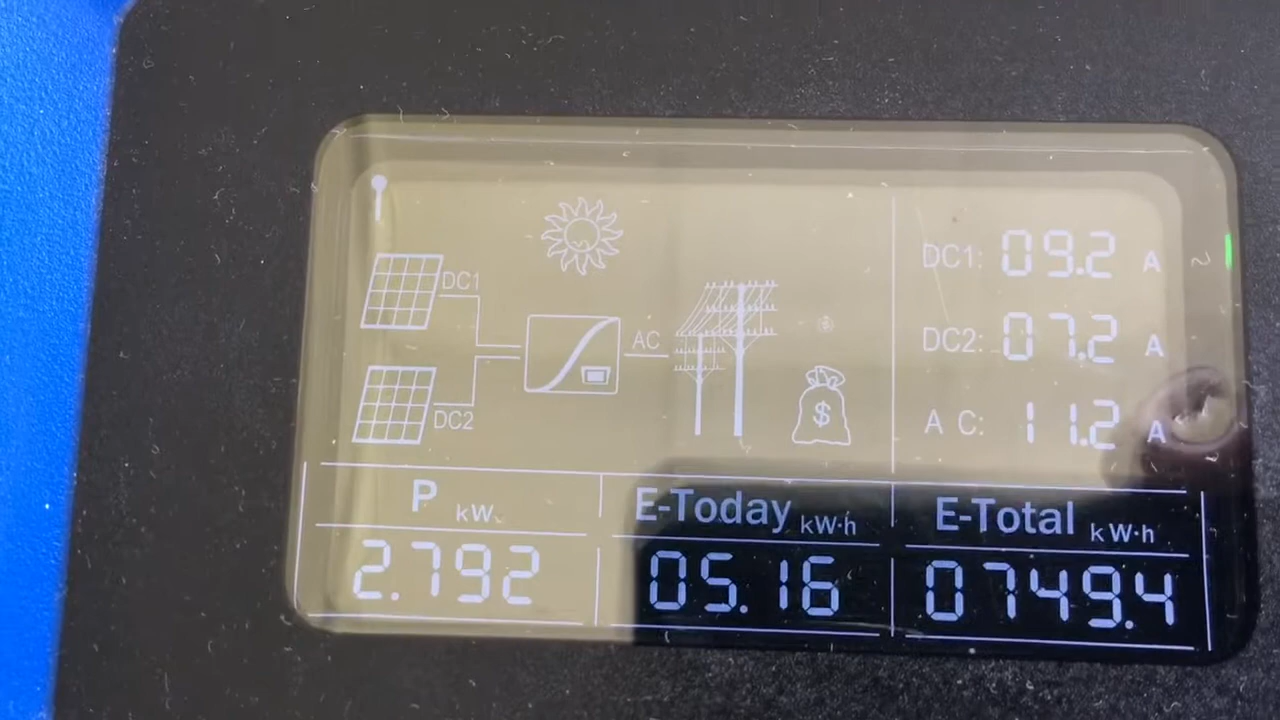 DC1
DC2
AC
$
DC1: 09.2 A
DC2: 07.2 A
AC: 11.2 A
P kW
2.792
E-Today kW·h
05.16
E-Total kW·h
0749.4